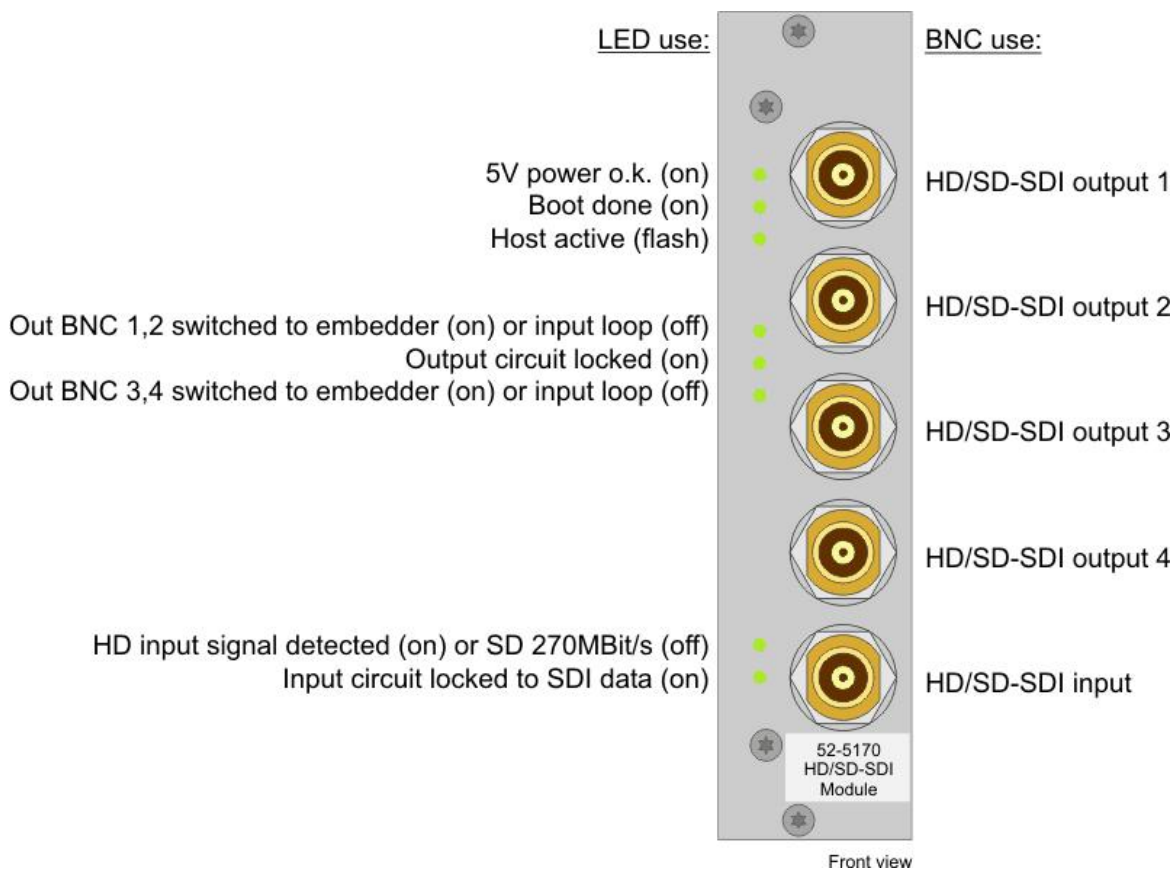 LED use:
BNC use:
5V power o.k. (on)
HD/SD-SDI output 1
Boot done (on)
Host active (flash)
HD/SD-SDI output 2
Out BNC 1,2 switched to embedder (on) or input loop (off)
Output circuit locked (on)
Out BNC 3,4 switched to embedder (on) or input loop (off)
HD/SD-SDI output 3
HD/SD-SDI output 4
HD input signal detected (on) or SD 270MBit/s (off)
Input circuit locked to SDI data (on)
HD/SD-SDI input
52-5170
HD/SD-SDI
Module
Front view